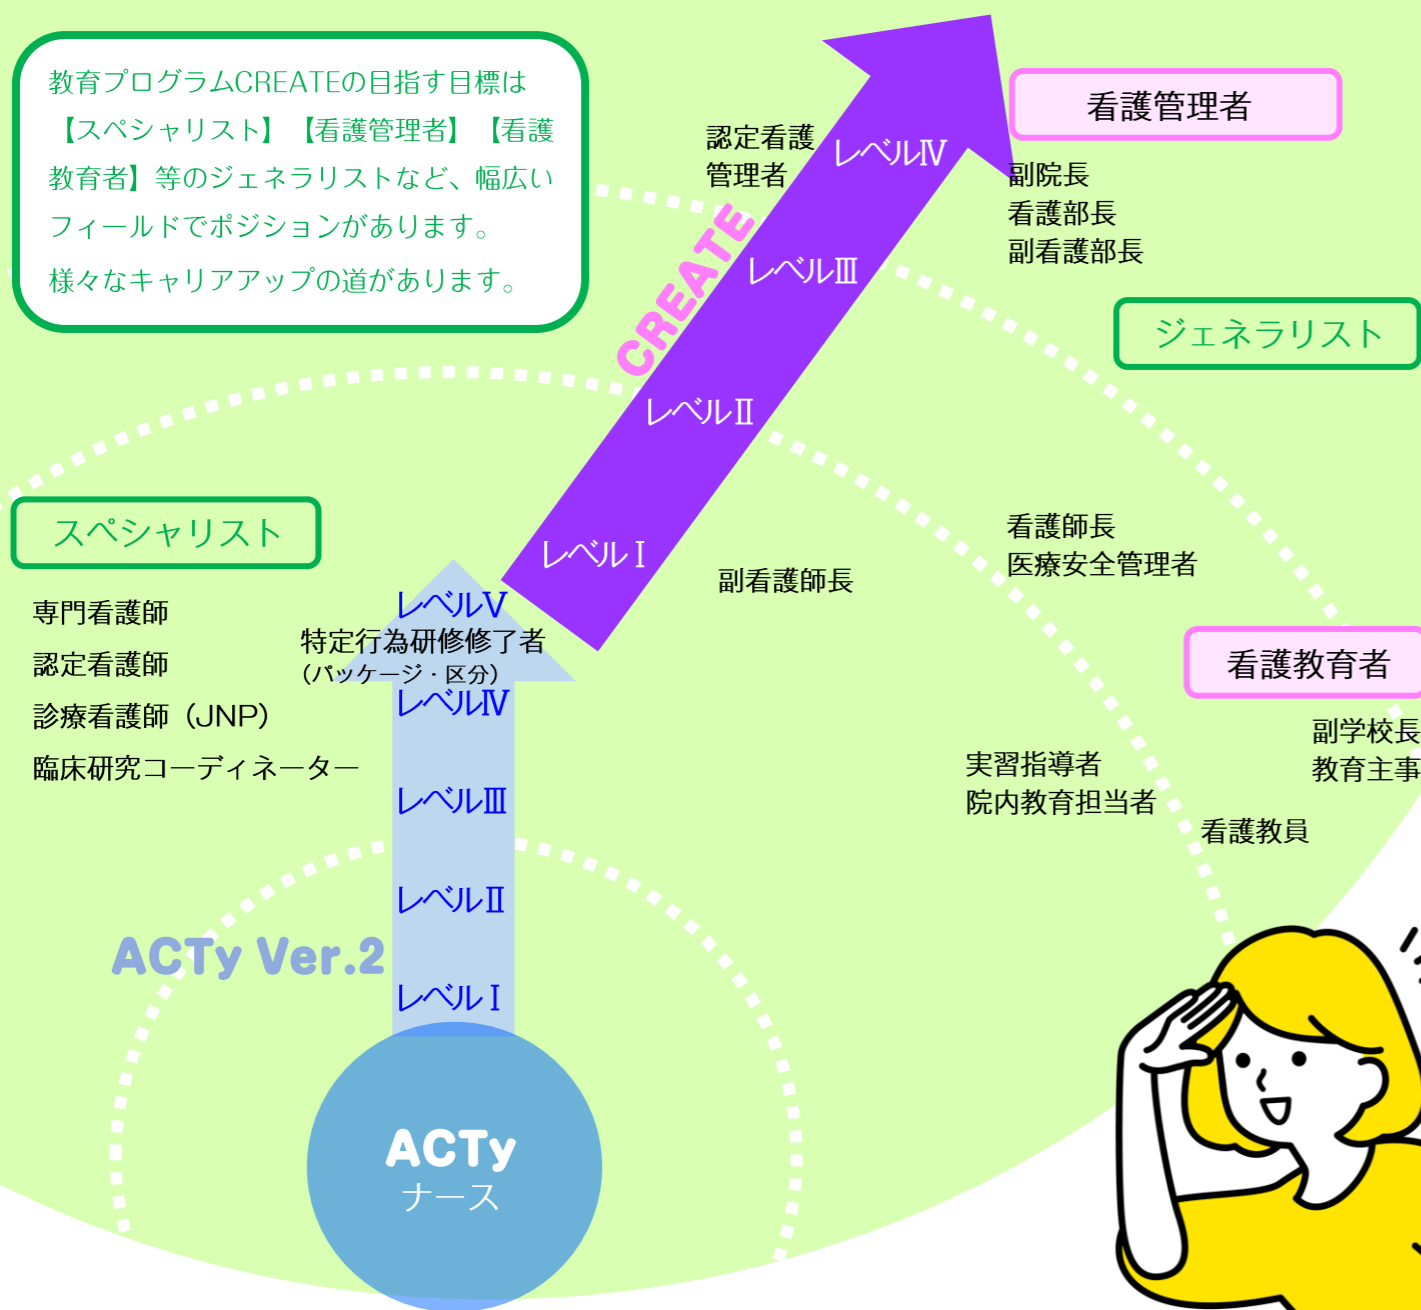 教育プログラムCREATEの目指す目標は
【スペシャリスト】【看護管理者】【看護
教育者】等のジェネラリストなど、幅広い
フィールドでポジションがあります。
様々なキャリアアップの道があります。
認定看護
管理者
レベルⅣ
看護管理者
副院長
看護部長
副看護部長
CREATE
レベルⅢ
ジェネラリスト
レベルⅡ
レベルⅠ
スペシャリスト
専門看護師
認定看護師
診療看護師（JNP）
臨床研究コーディネーター
レベルⅤ
特定行為研修修了者
（パッケージ・区分）
レベルⅣ
レベルⅢ
レベルⅡ
レベルⅠ
副看護師長
看護師長
医療安全管理者
看護教育者
副学校長
教育主事
実習指導者
院内教育担当者
看護教員
ACTy Ver.2
ACTy
ナース